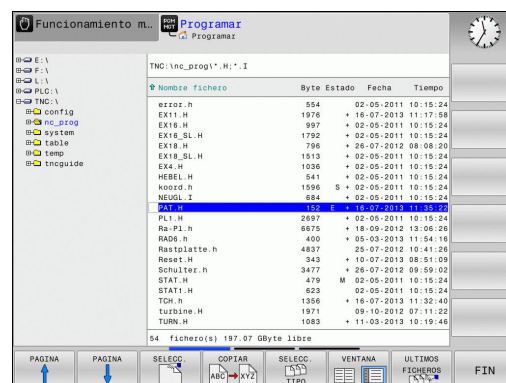 Funcionamiento m…
PGM
MGT
Programar
Programar
E:\
F:\
L:\
PLC:\
TNC:\
config
nc_prog
system
table
temp
tncguide
TNC:\nc_prog\*.H;*.I
Nombre fichero Byte Estado Fecha Tiempo
error.h 554 02-05-2011 10:15:24
EX11.H 1976 + 16-07-2013 11:17:58
EX16.H 997 + 02-05-2011 10:15:24
EX16_SL.H 1792 + 02-05-2011 10:15:24
EX18.H 796 + 26-07-2012 08:08:20
EX18_SL.H 1513 + 02-05-2011 10:15:24
EX4.H 1036 + 02-05-2011 10:15:24
HEBEL.H 541 + 02-05-2011 10:15:24
koord.h 1596 S + 02-05-2011 10:15:24
NEUGL.I 684 + 02-05-2011 10:15:24
PAT.H 152 E + 16-07-2013 11:35:22
PL1.H 2697 + 02-05-2011 10:15:24
Ra-Pl.h 6675 + 18-09-2012 13:06:26
RAD6.h 400 + 05-03-2013 11:54:16
Rastplatte.h 4837 25-07-2012 10:41:26
Reset.H 343 + 10-07-2013 08:51:09
Schulter.h 3477 + 26-07-2012 09:59:02
STAT.H 479 M 02-05-2011 10:15:24
STAT1.H 623 02-05-2011 10:15:24
TCH.h 1356 + 16-07-2013 11:32:40
turbine.H 1971 09-10-2012 07:11:22
TURN.H 1083 + 11-03-2013 10:19:46
54 fichero(s) 197.07 GByte libre
PAGINA
PAGINA
SELECC.
COPIAR
ABC XYZ
SELECC.
TIPO
VENTANA
ULTIMOS
FICHEROS
FIN